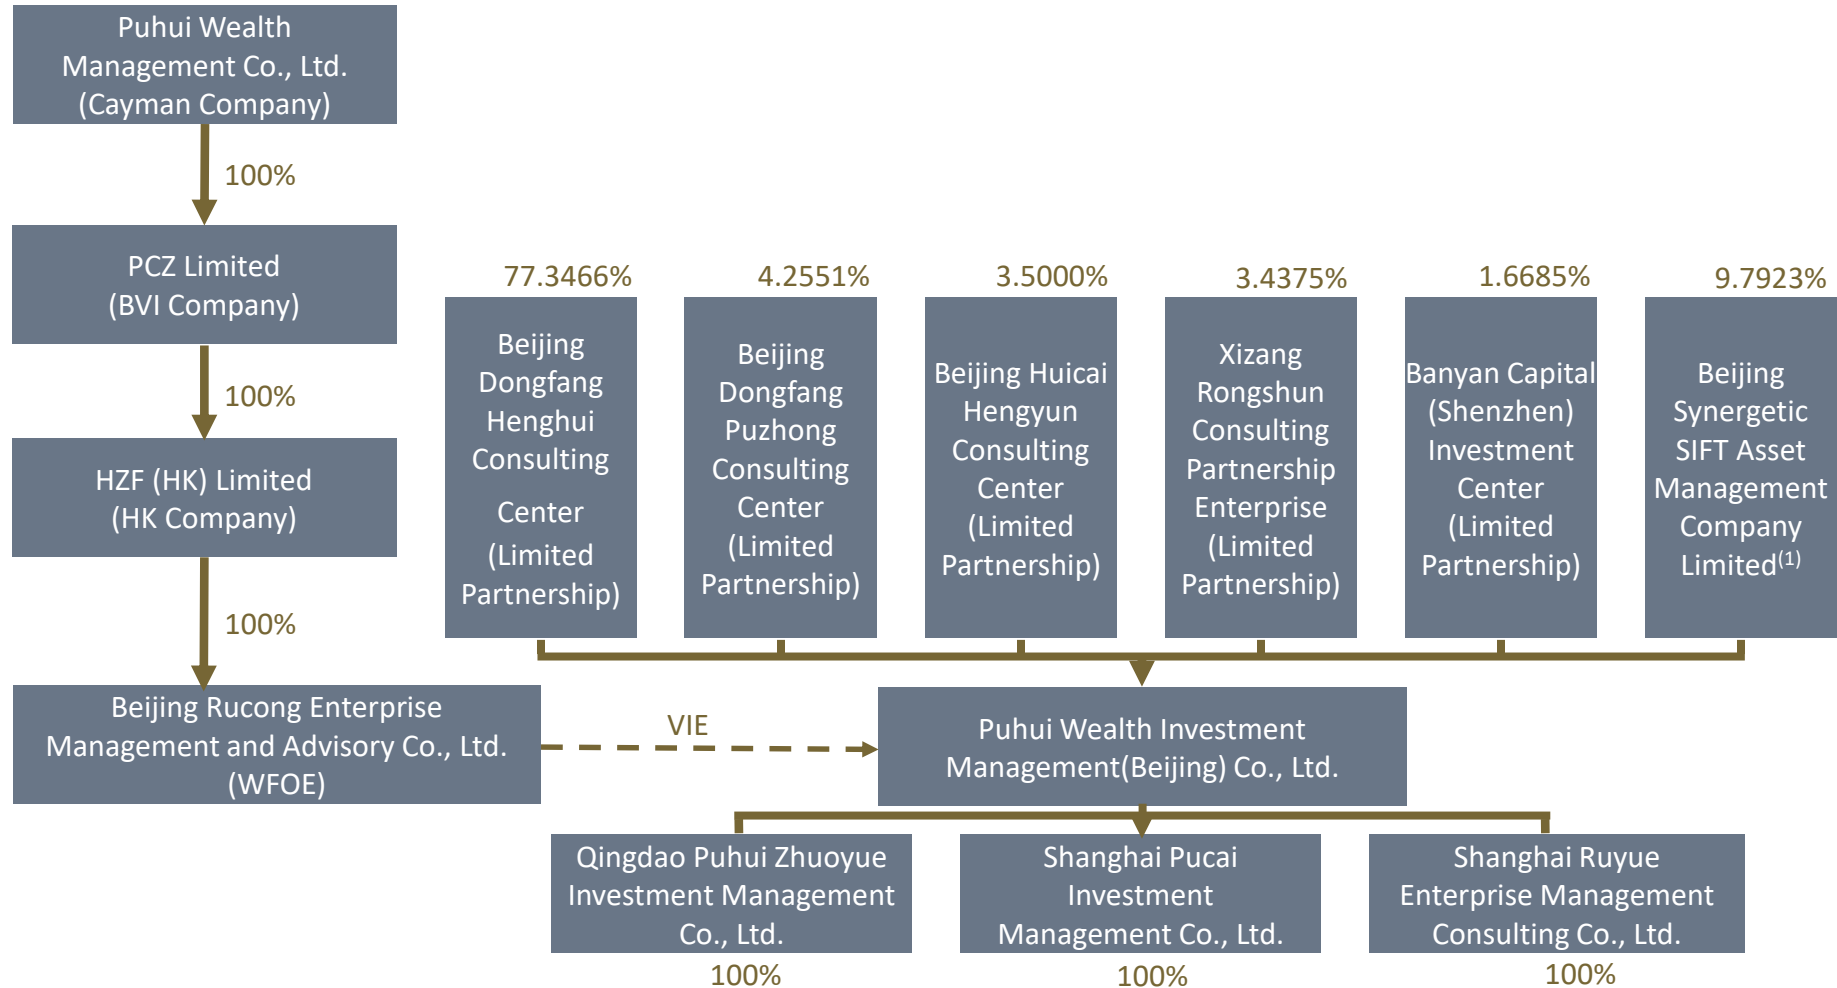 Puhui Wealth
Management Co., Ltd.
(Cayman Company)
100%
PCZ Limited
(BVI Company)
100%
HZF (HK) Limited
(HK Company)
100%
Beijing Rucong Enterprise
Management and Advisory Co., Ltd.
(WFOE)
VIE
77.3466%
Beijing
Dongfang
Henghui
Consulting
Center
(Limited
Partnership)
4.2551%
Beijing
Dongfang
Puzhong
Consulting
Center
(Limited
Partnership)
3.5000%
Beijing Huicai
Hengyun
Consulting
Center
(Limited
Partnership)
3.4375%
Xizang
Rongshun
Consulting
Partnership
Enterprise
(Limited
Partnership)
1.6685%
Banyan Capital
(Shenzhen)
Investment
Center
(Limited
Partnership)
9.7923%
Beijing
Synergetic
SIFT Asset
Management
Company
Limited(1)
Puhui Wealth Investment
Management(Beijing) Co., Ltd.
Qingdao Puhui Zhuoyue
Investment Management
Co., Ltd.
100%
Shanghai Pucai
Investment
Management Co., Ltd.
100%
Shanghai Ruyue
Enterprise Management
Consulting Co., Ltd.
100%